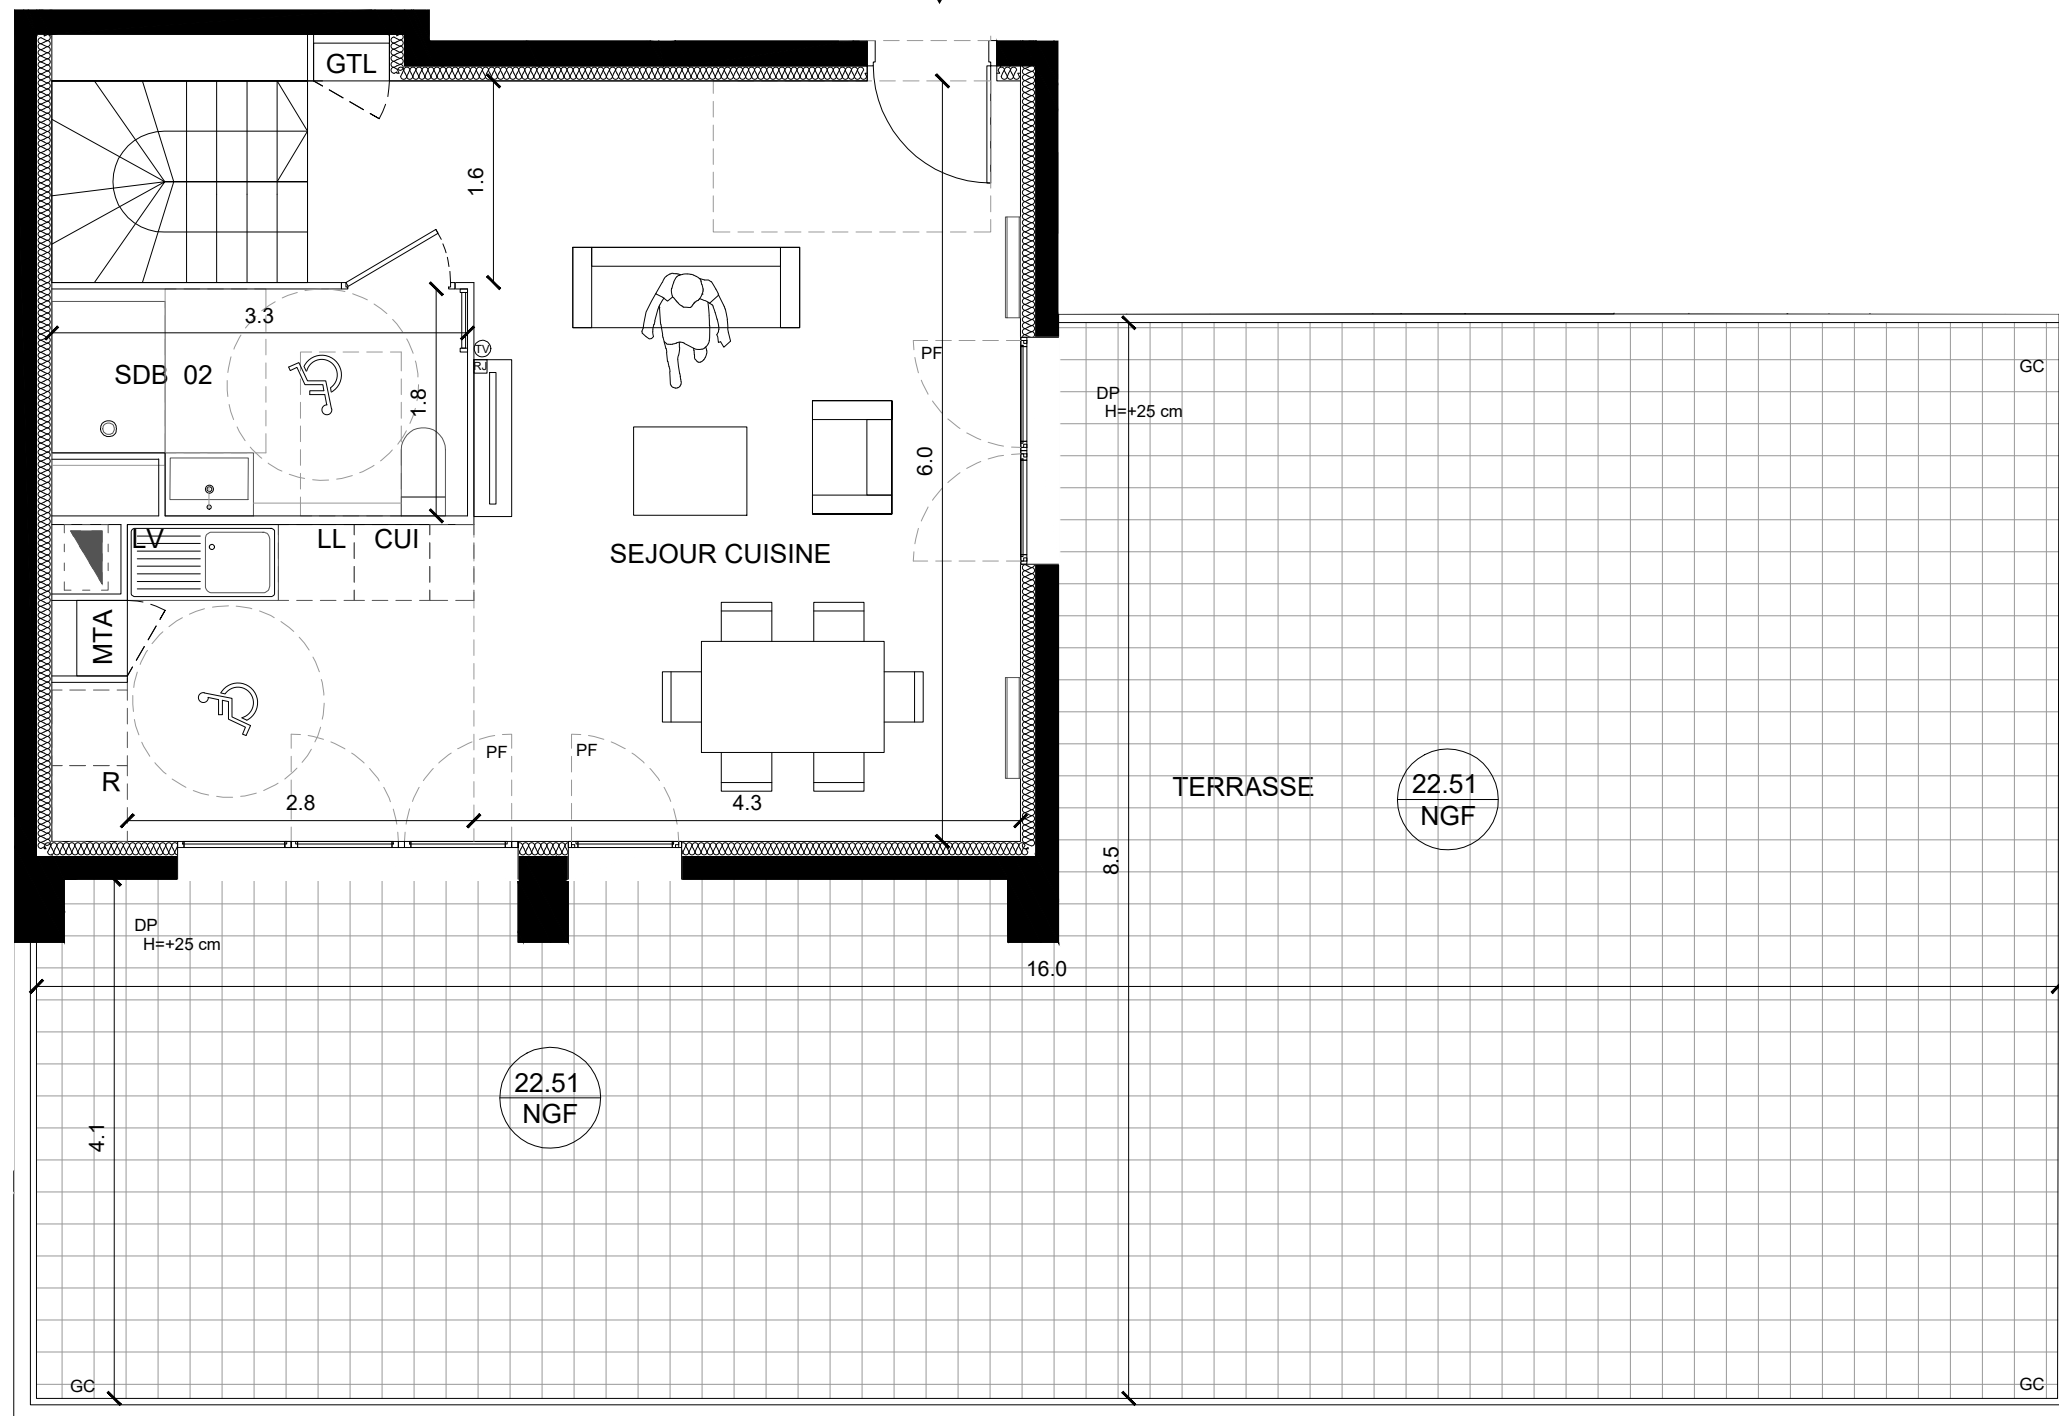 GTL
1.6
3.3
TV
RJ
PF
SDB 02
1.8
GC
DP
H=+25 cm
6.0
LV
LL
CUI
SEJOUR CUISINE
MTA
PF
PF
R
2.8
4.3
TERRASSE
22.51
NGF
8.5
DP
H=+25 cm
16.0
22.51
NGF
4.1
GC
GC